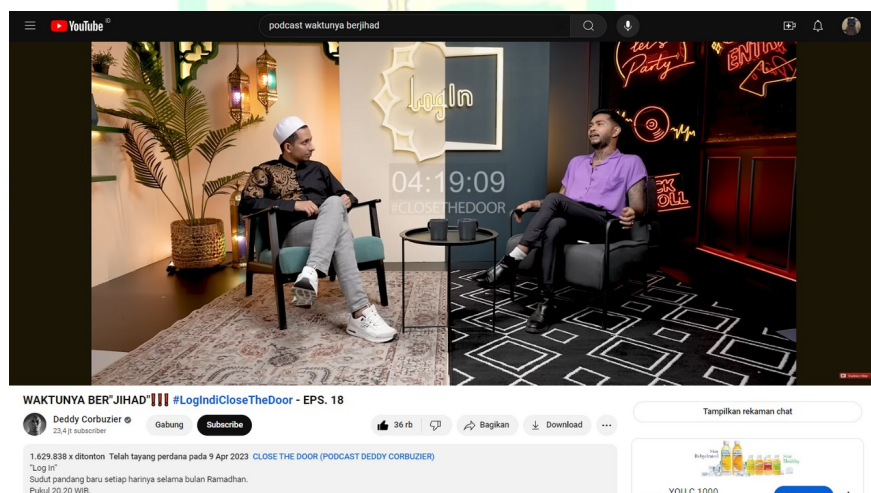 YouTube ID
podcast waktunya berjihad
LogIn
let's
Party
ENTER
04:19:09
#CLOSETHEDOOR
ROCK
ROLL
WAKTUNYA BER"JIHAD"‼️❗ #LogIndiCloseTheDoor - EPS. 18
Deddy Corbuzier
23,4 jt subscriber
Gabung
Subscribe
36 rb
Bagikan
Download
Tampilkan rekaman chat
1.629.838 x ditonton Telah tayang perdana pada 9 Apr 2023 CLOSE THE DOOR (PODCAST DEDDY CORBUZIER)
"Log In"
Sudut pandang baru setiap harinya selama bulan Ramadhan.
Pukul 20.20 WIB.
YOU C 1000